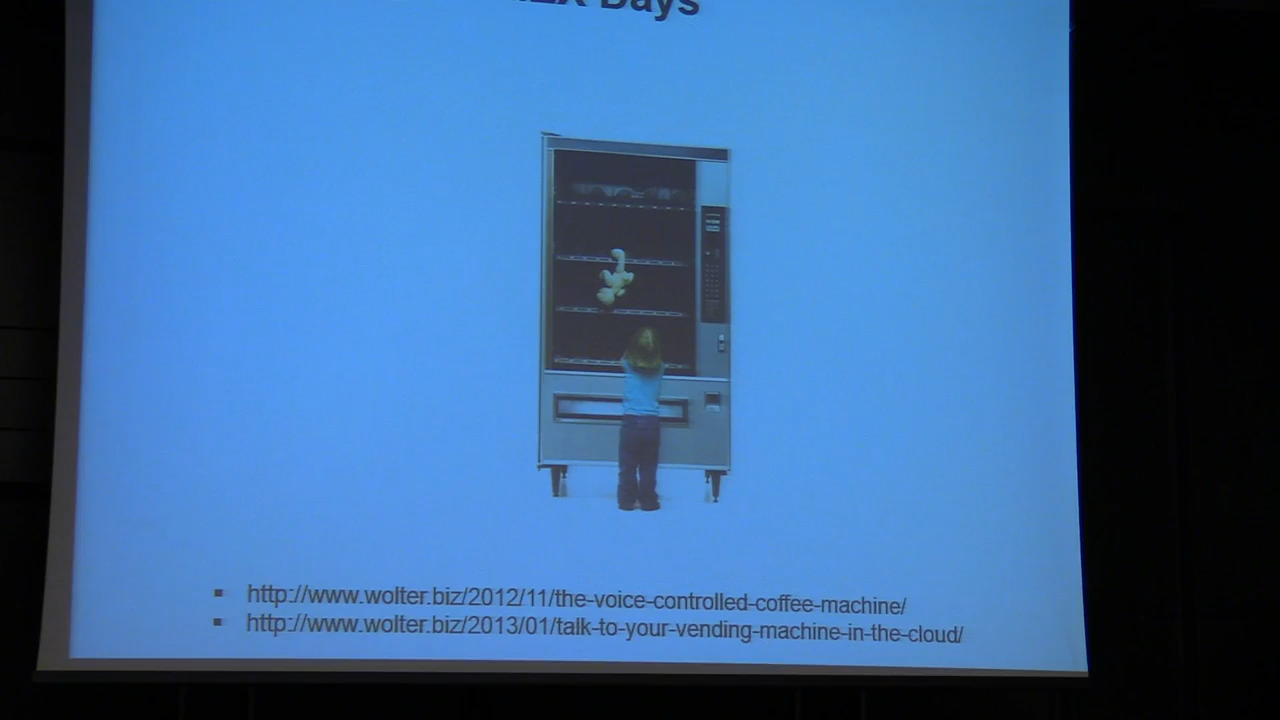 Days
http://www.wolter.biz/2012/11/the-voice-controlled-coffee-machine/
http://www.wolter.biz/2013/01/talk-to-your-vending-machine-in-the-cloud/